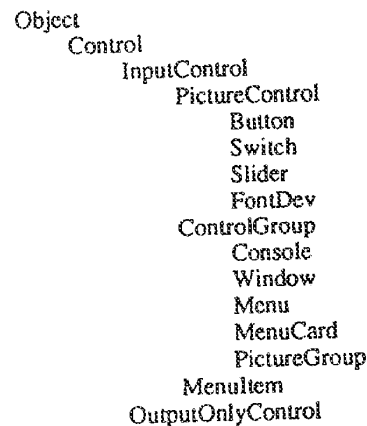 Object
Control
InputControl
PictureControl
Button
Switch
Slider
FontDev
ControlGroup
Console
Window
Menu
MenuCard
PictureGroup
MenuItem
OutputOnlyControl